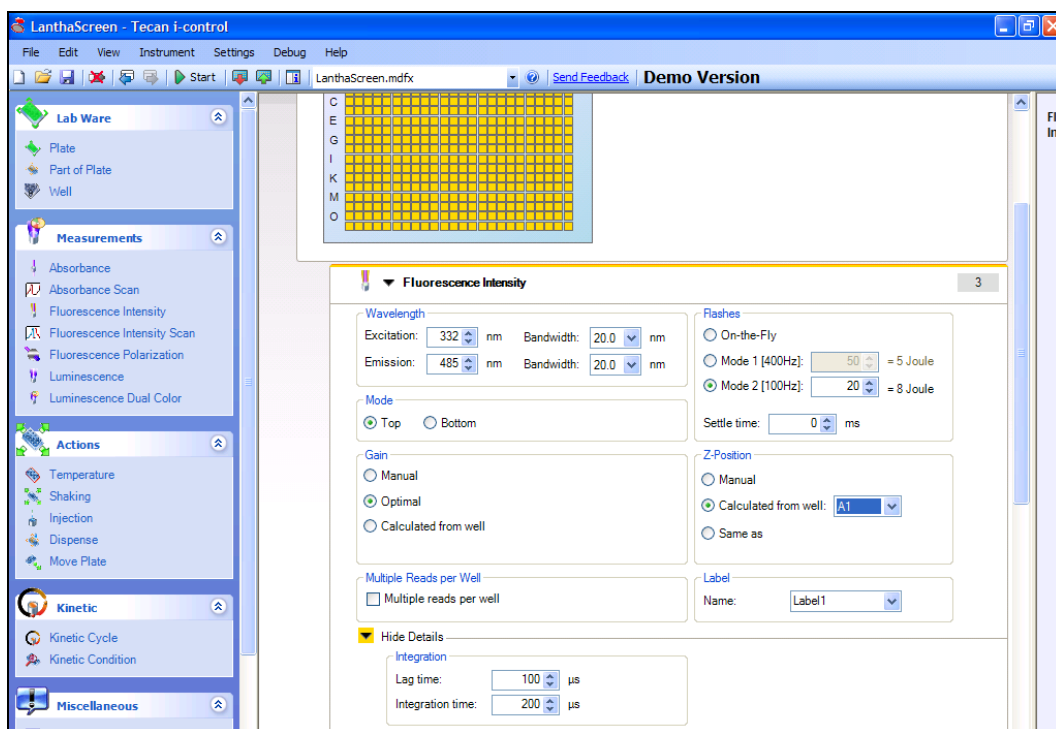 LanthaScreen - Tecan i-control
File Edit View Instrument Settings Debug Help
Start LanthaScreen.mdfx Send Feedback Demo Version
Lab Ware
Plate
Part of Plate
Well
Measurements
Absorbance
Absorbance Scan
Fluorescence Intensity
Fluorescence Intensity Scan
Fluorescence Polarization
Luminescence
Luminescence Dual Color
Actions
Temperature
Shaking
Injection
Dispense
Move Plate
Kinetic
Kinetic Cycle
Kinetic Condition
Miscellaneous
C
E
G
I
K
M
O
Fluorescence Intensity 3
Wavelength
Excitation: 332 nm Bandwidth: 20.0 nm
Emission: 485 nm Bandwidth: 20.0 nm
Mode
Top Bottom
Gain
Manual
Optimal
Calculated from well
Multiple Reads per Well
Multiple reads per well
Flashes
On-the-Fly
Mode 1 [400Hz]: 50 = 5 Joule
Mode 2 [100Hz]: 20 = 8 Joule
Settle time: 0 ms
Z-Position
Manual
Calculated from well: A1
Same as
Label
Name: Label1
Hide Details
Integration
Lag time: 100 µs
Integration time: 200 µs